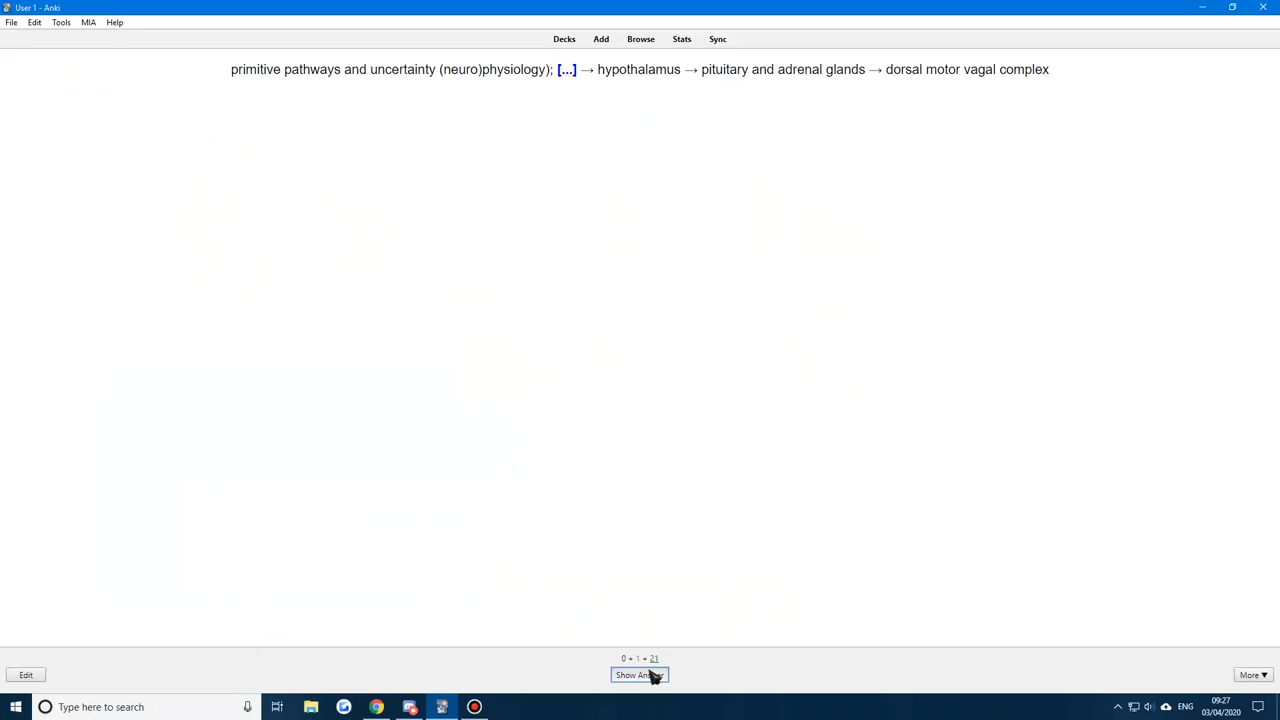 User 1 - Anki
File Edit Tools MIA Help
Decks Add Browse Stats Sync
primitive pathways and uncertainty (neuro)physiology); [...] → hypothalamus → pituitary and adrenal glands → dorsal motor vagal complex
0 + 1 + 21
Edit
Show Answer
More ▼
Type here to search
ENG
09:27
03/04/2020